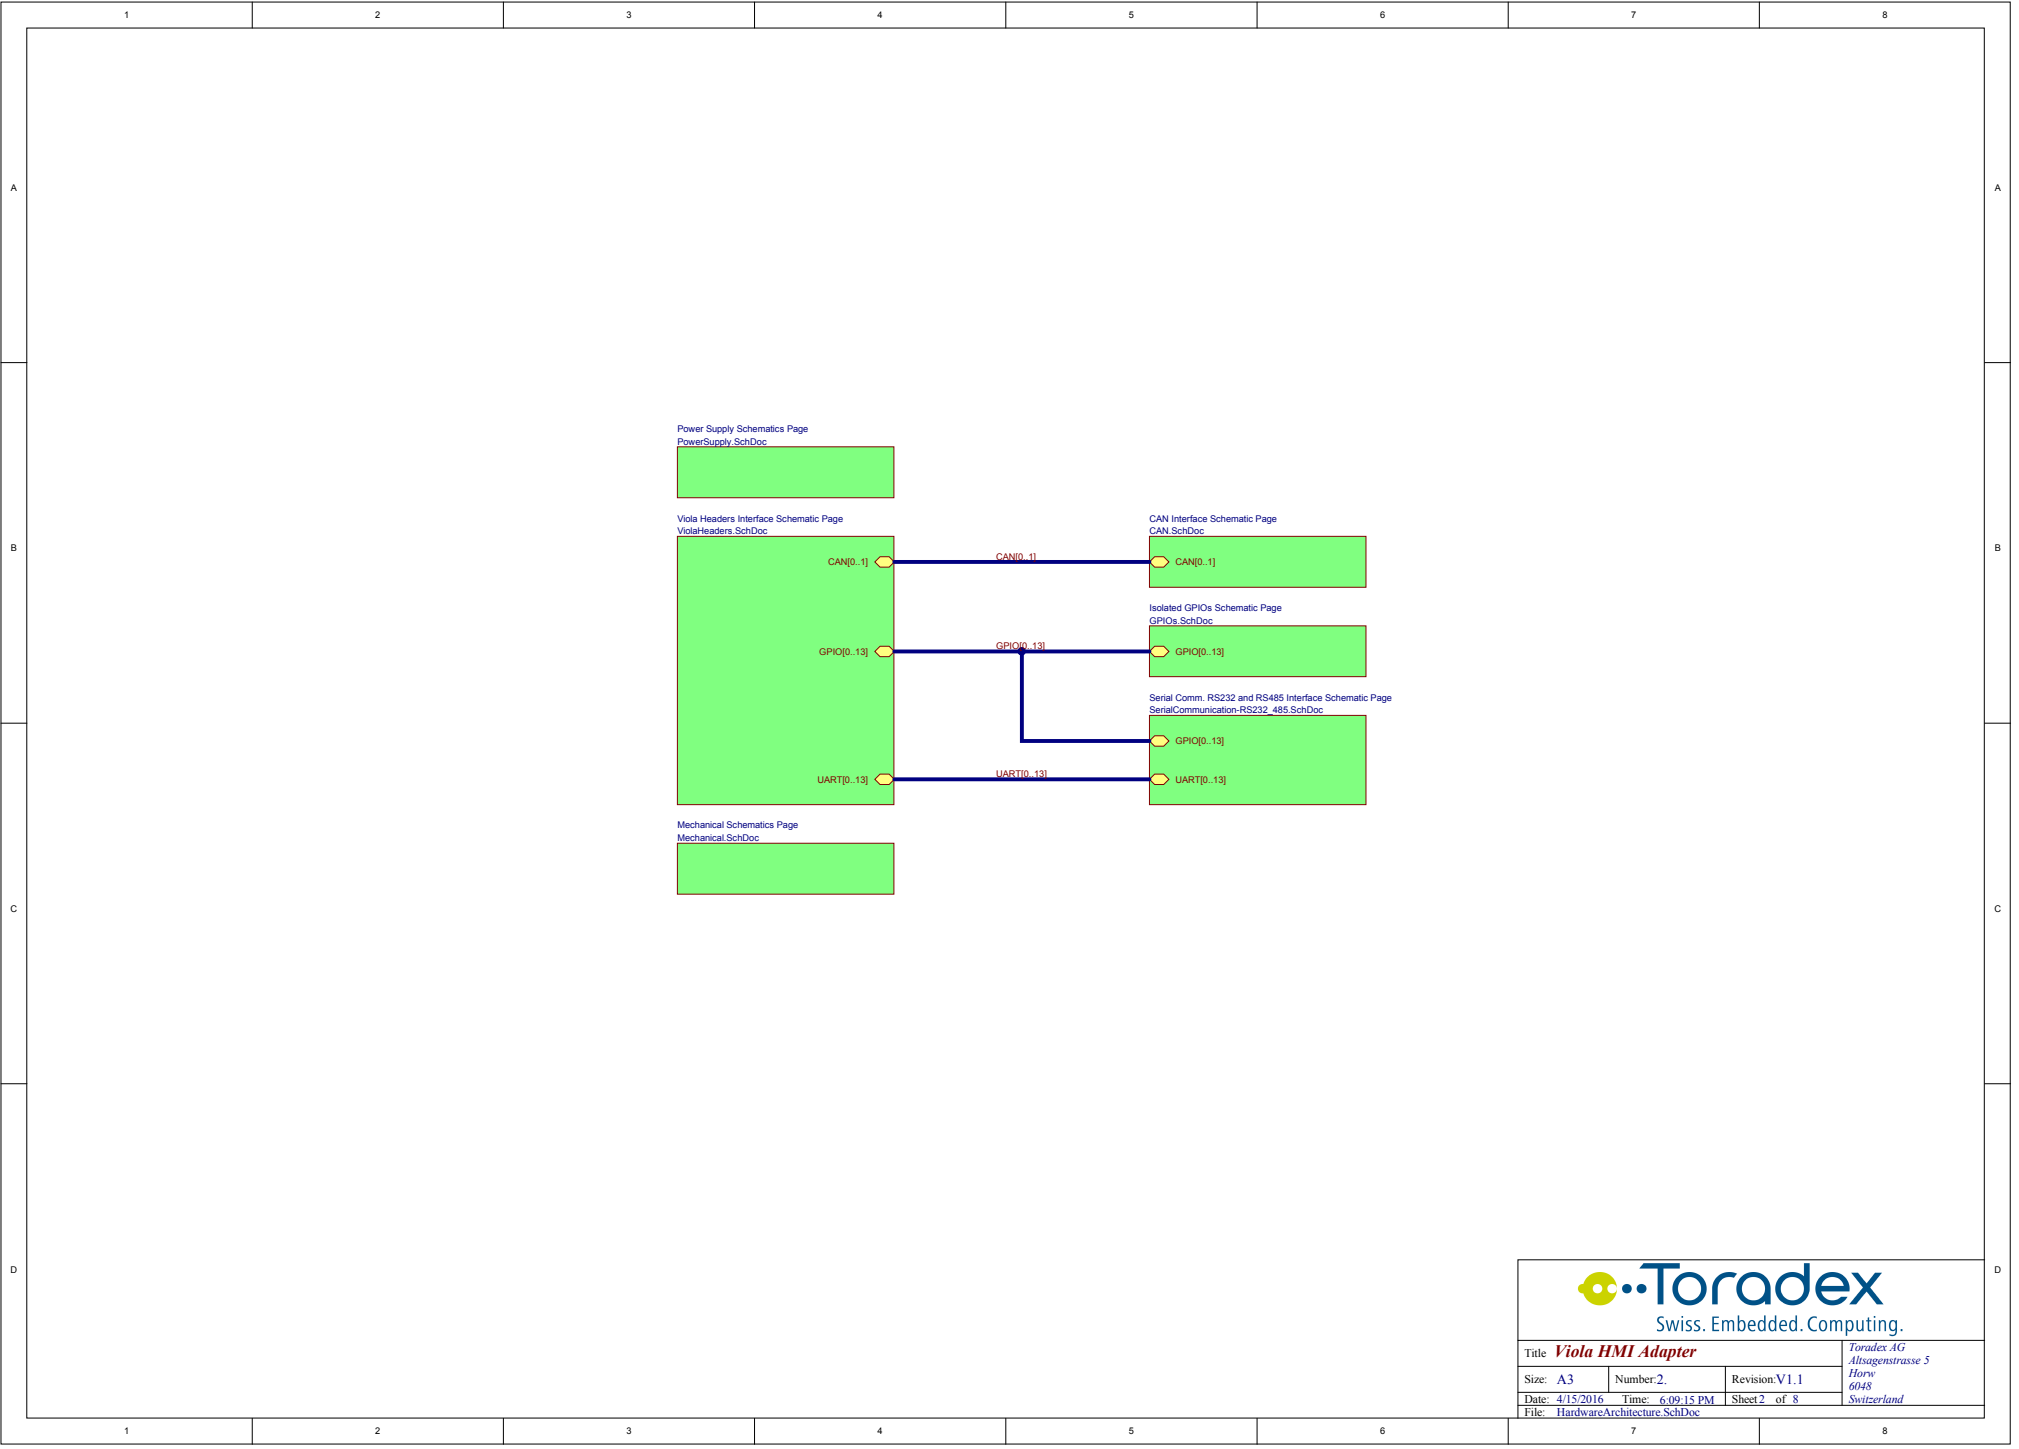 1 2 3 4 5 6 7 8
A A
Power Supply Schematics Page
PowerSupply.SchDoc
Viola Headers Interface Schematic Page
ViolaHeaders.SchDoc
CAN Interface Schematic Page
CAN.SchDoc
B B
CAN[0..1] CAN[0..1] CAN[0..1]
Isolated GPIOs Schematic Page
GPIOs.SchDoc
GPIO[0..13] GPIO[0..13] GPIO[0..13]
Serial Comm. RS232 and RS485 Interface Schematic Page
SerialCommunication-RS232_485.SchDoc
GPIO[0..13]
UART[0..13] UART[0..13] UART[0..13]
Mechanical Schematics Page
Mechanical.SchDoc
C C
D D
Toradex
Swiss. Embedded. Computing.
Title Viola HMI Adapter
Size: A3 Number:2. Revision:V1.1
Date: 4/15/2016 Time: 6:09:15 PM Sheet 2 of 8
File: HardwareArchitecture.SchDoc
Toradex AG
Altsagenstrasse 5
Horw
6048
Switzerland
1 2 3 4 5 6 7 8